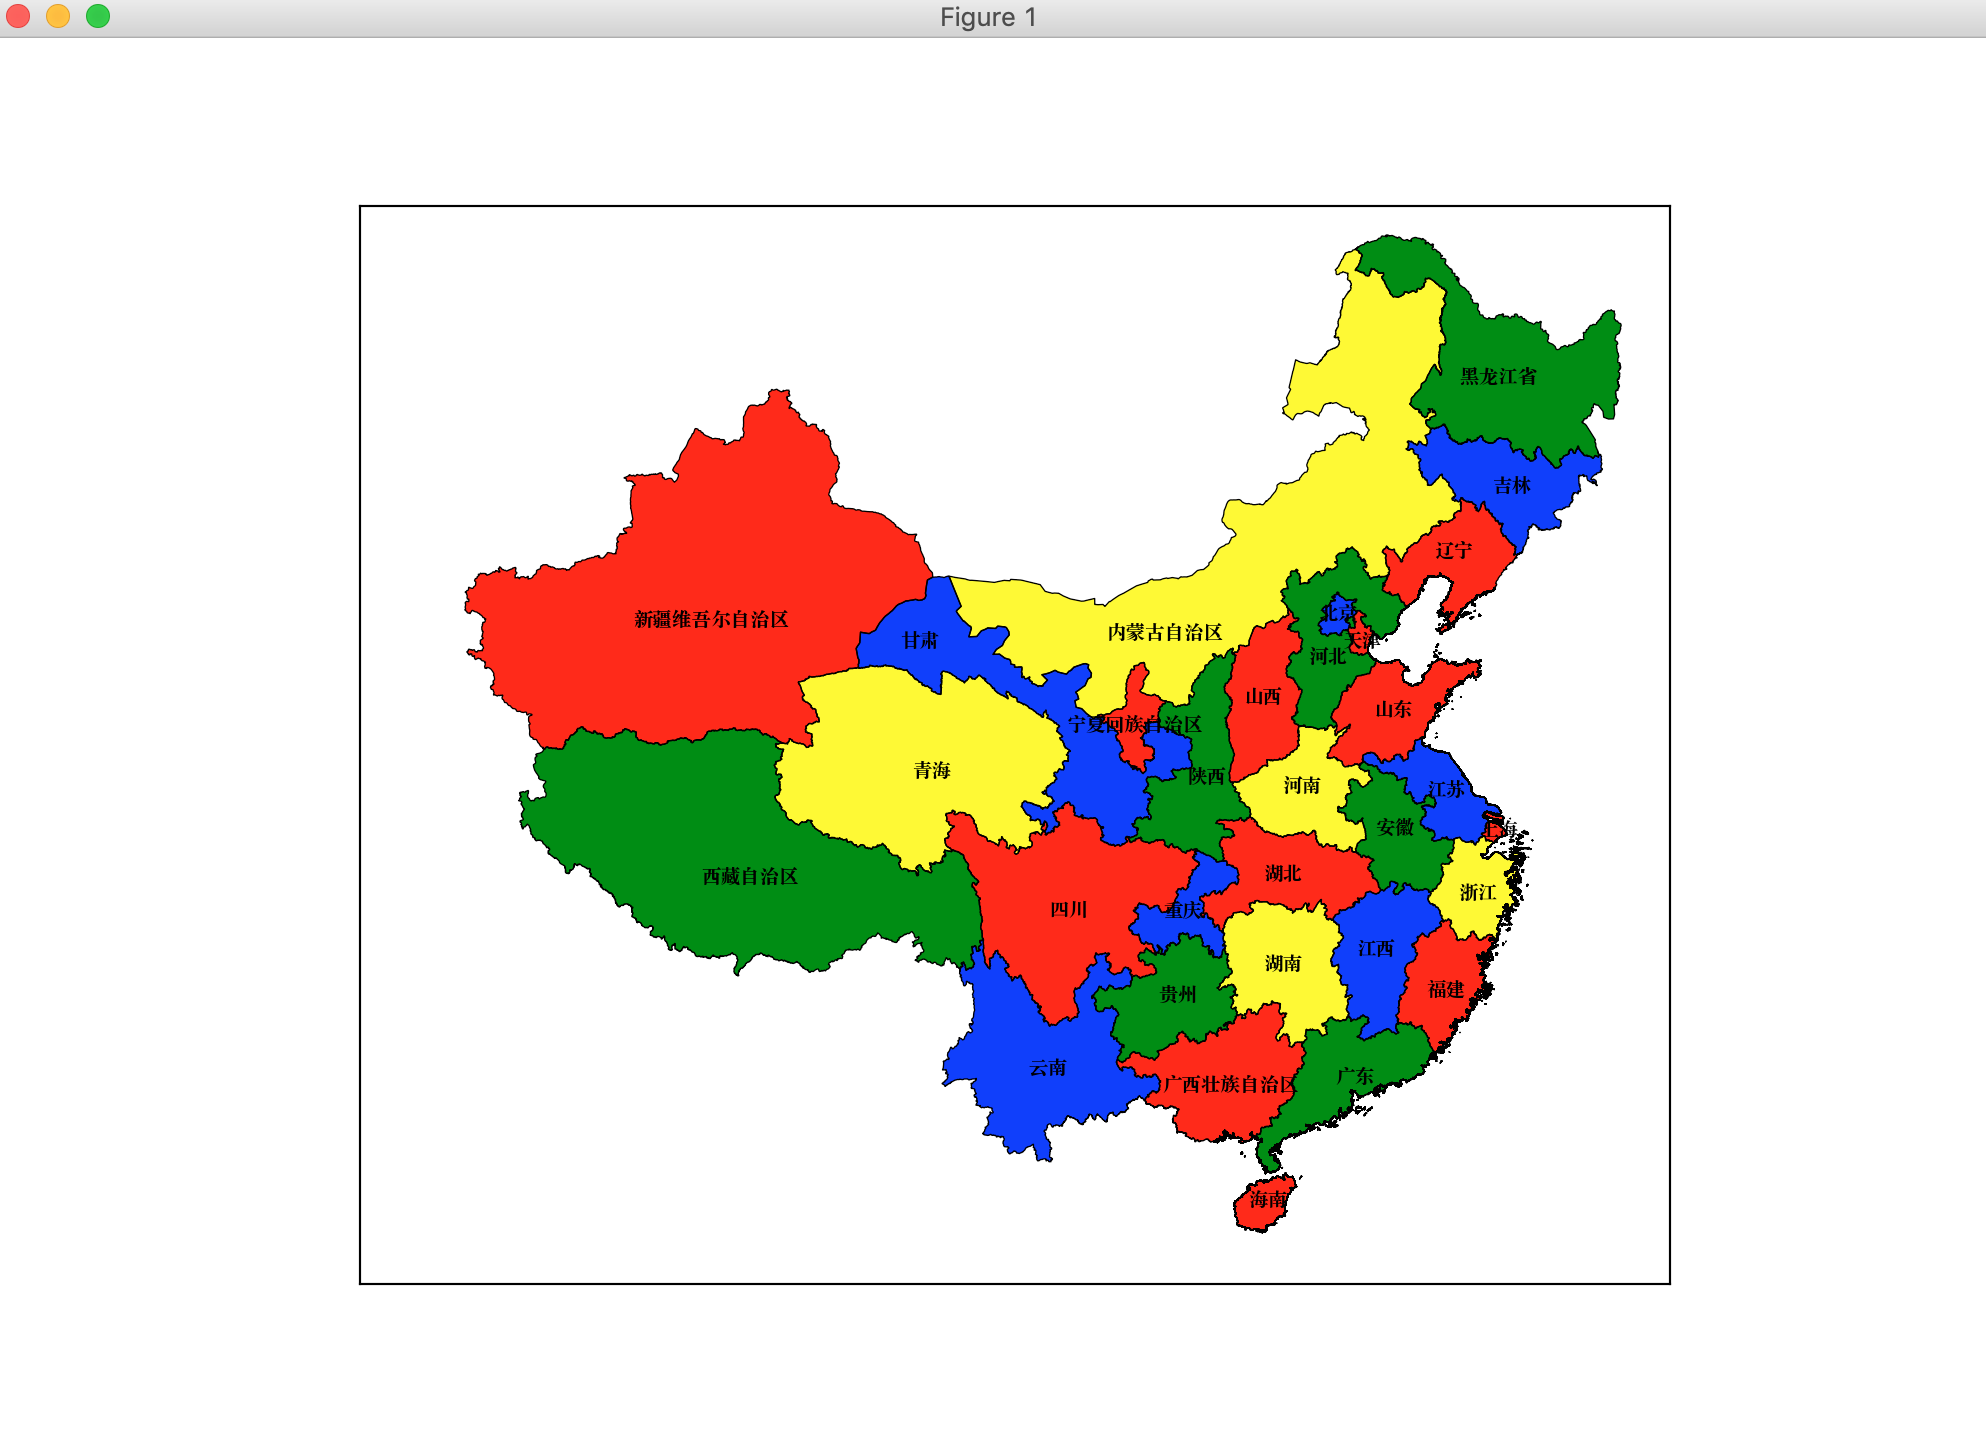 Figure 1
黑龙江省
吉林
辽宁
新疆维吾尔自治区
甘肃
内蒙古自治区
北京
天津
河北
山西
山东
宁夏回族自治区
青海
陕西
河南
江苏
安徽
上海
西藏自治区
四川
湖北
重庆
浙江
江西
湖南
福建
贵州
云南
广西壮族自治区
广东
海南